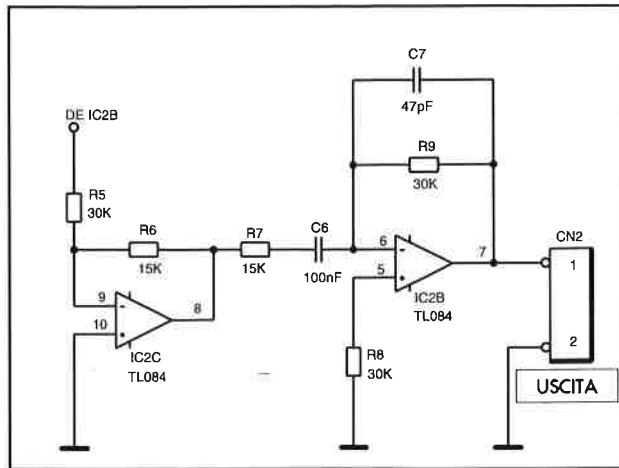 C7
47pF
DE IC2B
R9
30K
R5
30K
R6
15K
R7
15K
C6
100nF
CN2
1
2
6
5
7
IC2B
TL084
9
10
8
IC2C
TL084
R8
30K
USCITA